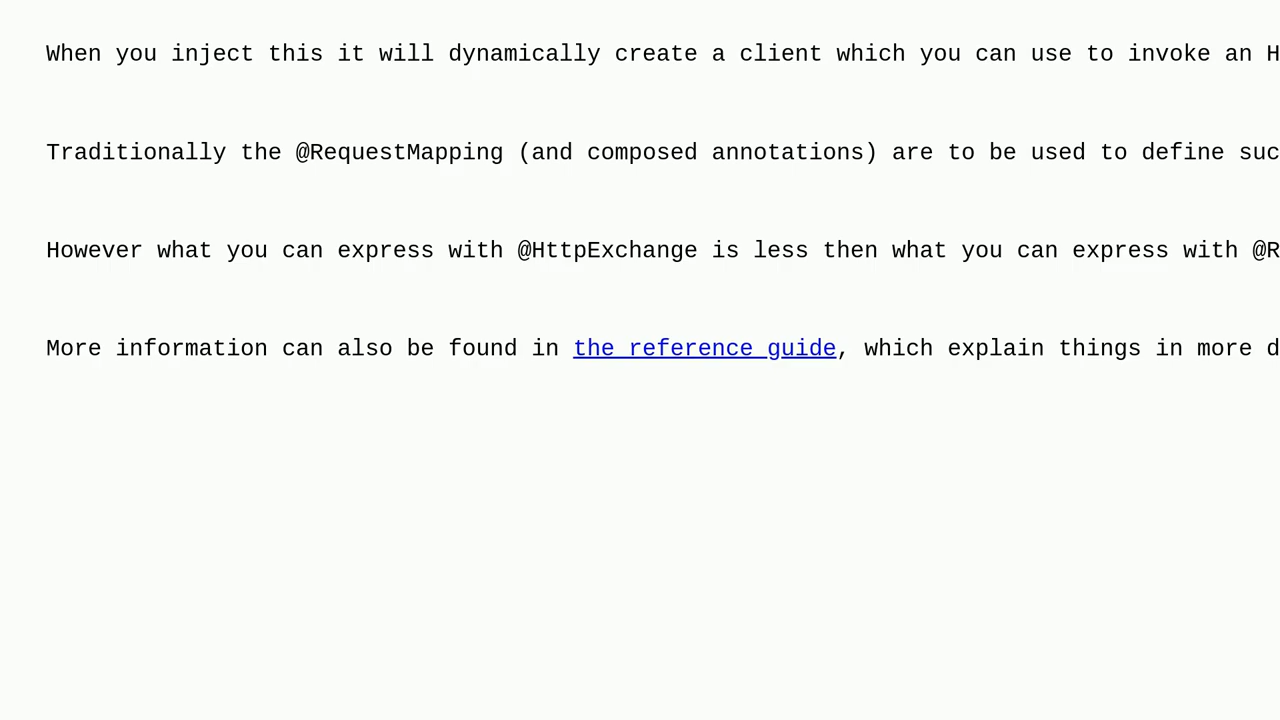 When you inject this it will dynamically create a client which you can use to invoke an
Traditionally the @RequestMapping (and composed annotations) are to be used to define
However what you can express with @HttpExchange is less then what you can express with
More information can also be found in the reference guide, which explain things in more